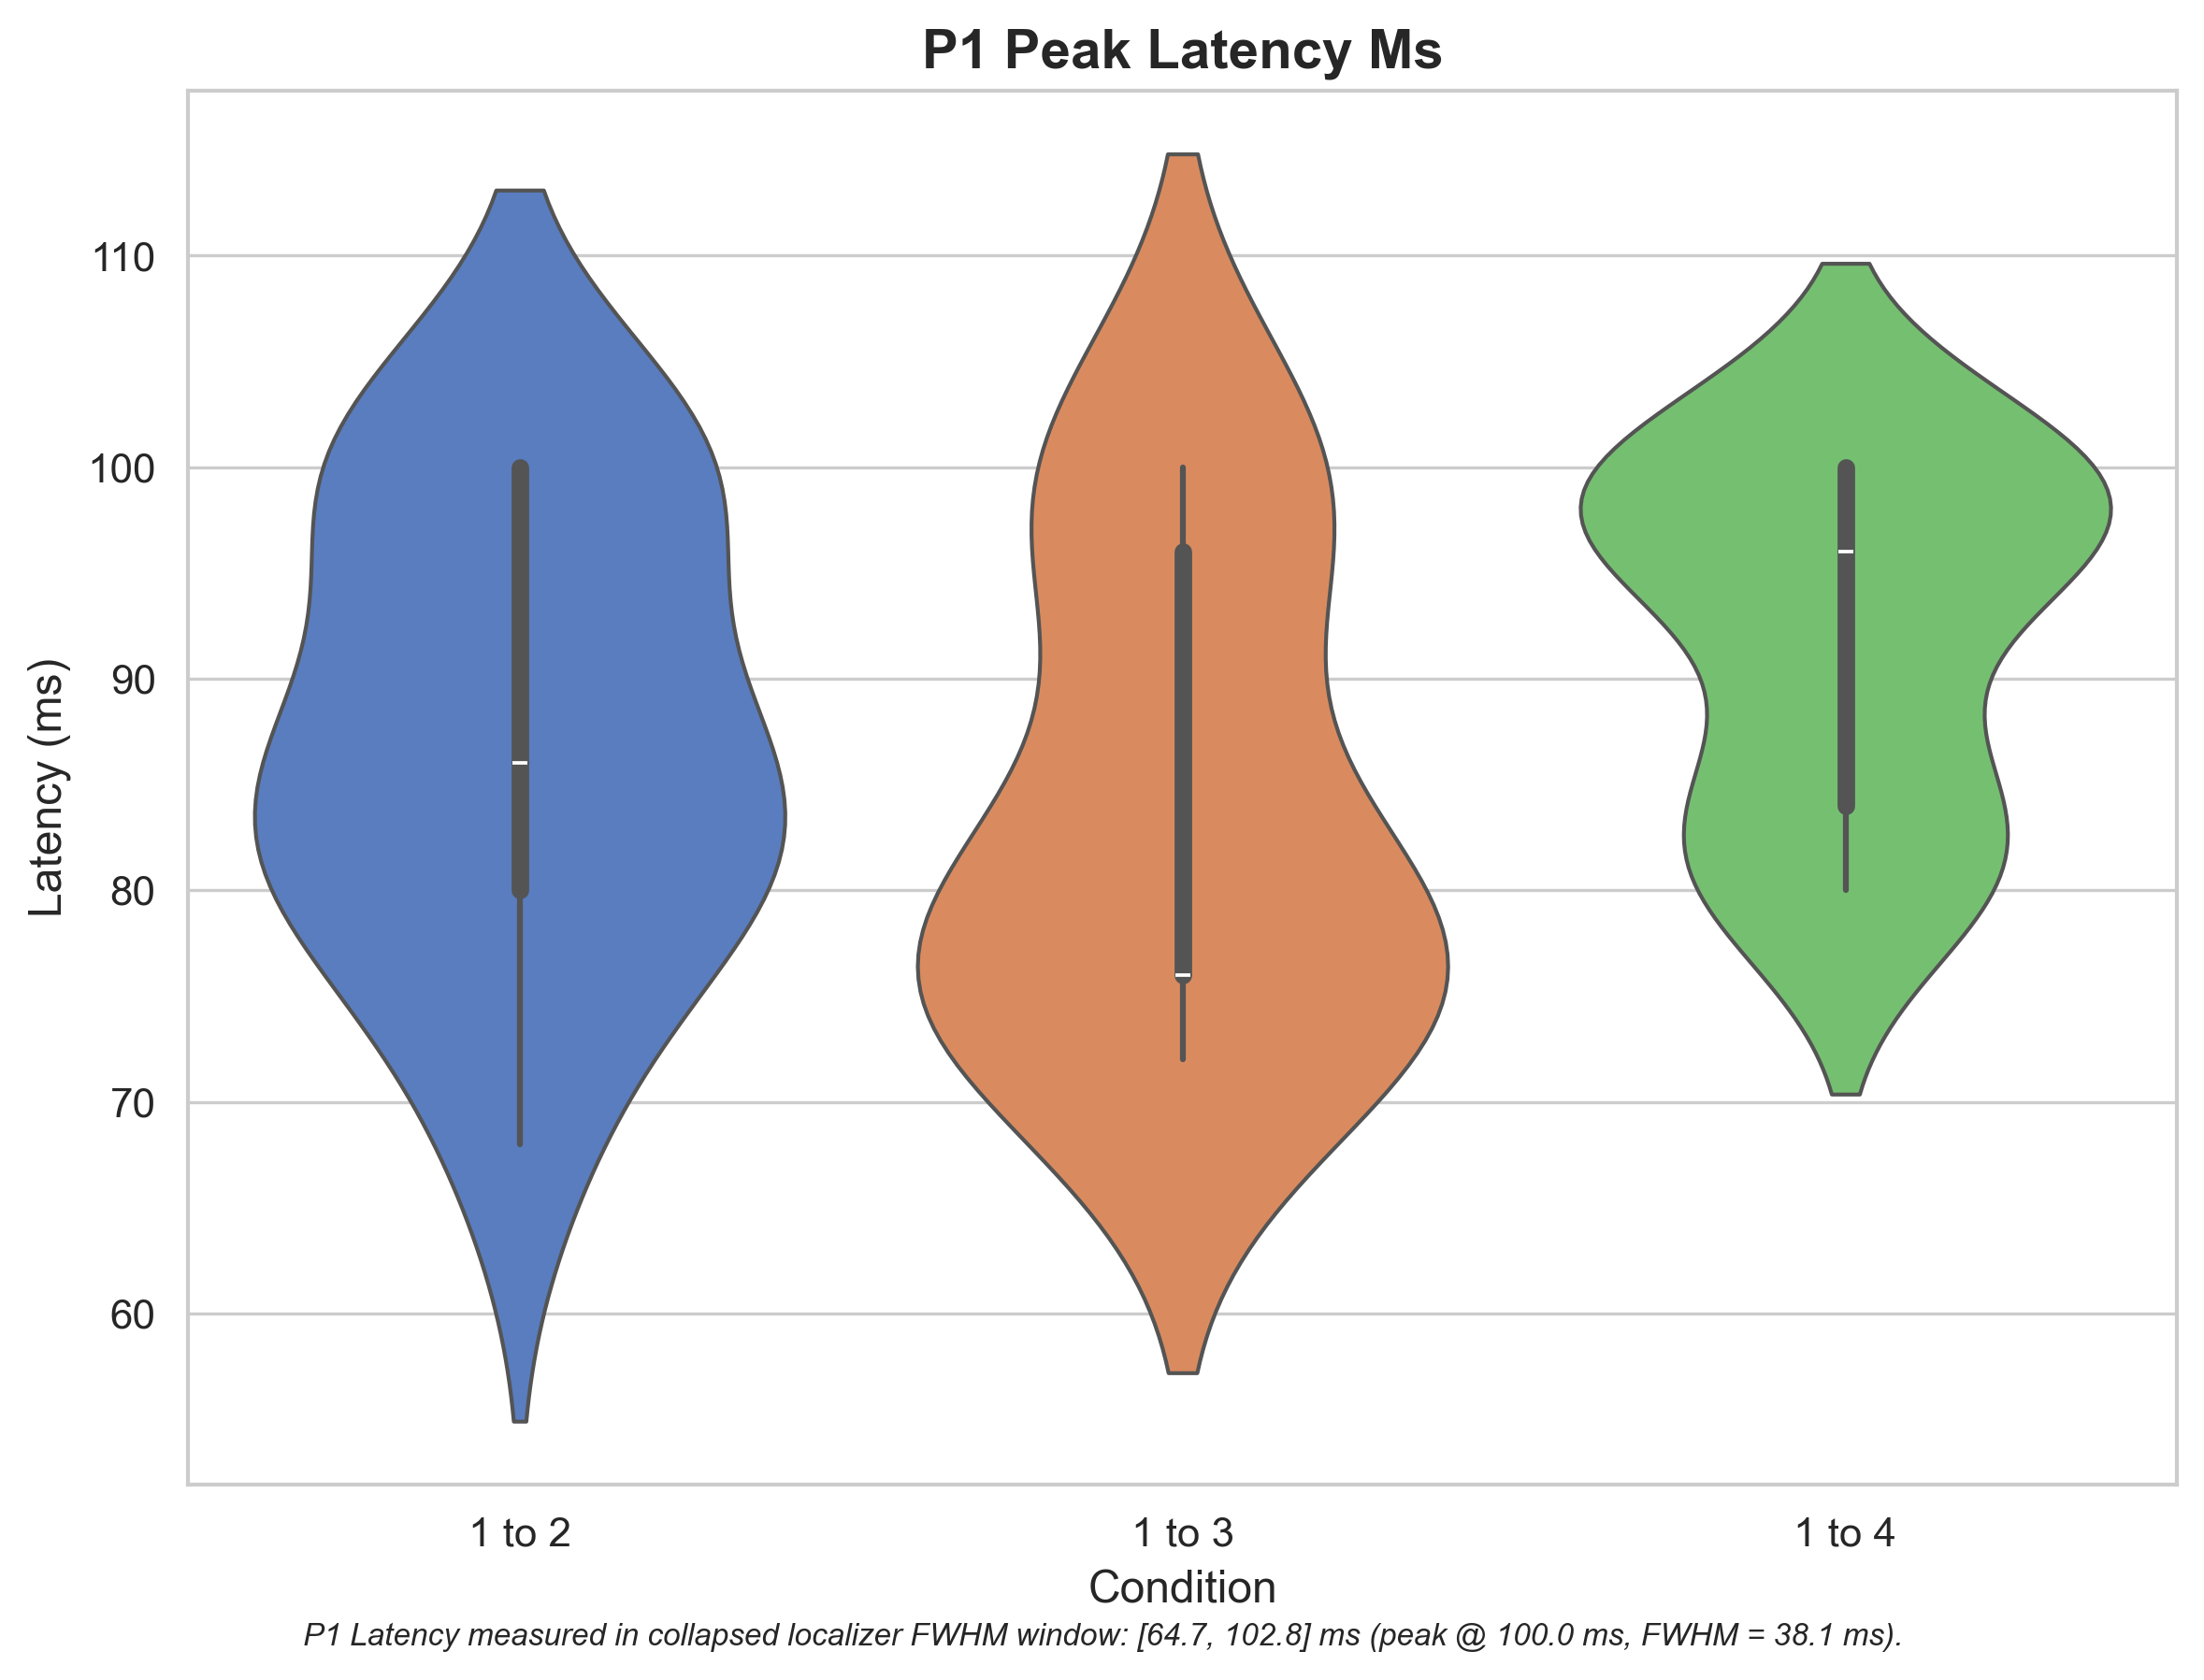 P1 Peak Latency Ms
110
100
90
80
70
60
Latency (ms)
1 to 2
1 to 3
1 to 4
Condition
P1 Latency measured in collapsed localizer FWHM window: [64.7, 102.8] ms (peak @ 100.0 ms, FWHM = 38.1 ms).